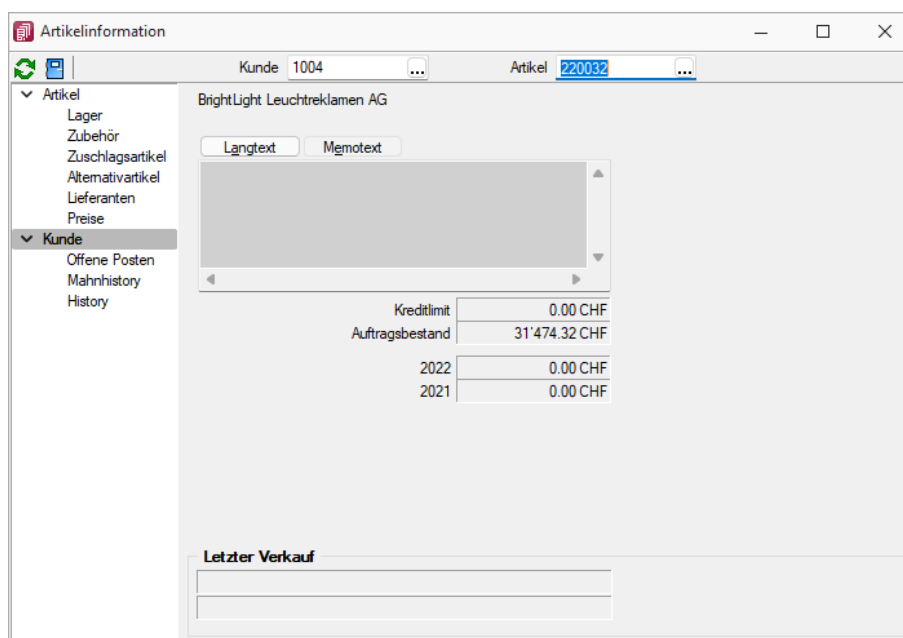 Artikelinformation
Kunde 1004 ... Artikel 220032 ...
Artikel
Lager
Zubehör
Zuschlagsartikel
Alternativartikel
Lieferanten
Preise
Kunde
Offene Posten
Mahnhistory
History
BrightLight Leuchtreklamen AG
Langtext Memotext
Kreditlimit 0.00 CHF
Auftragsbestand 31'474.32 CHF
2022 0.00 CHF
2021 0.00 CHF
Letzter Verkauf